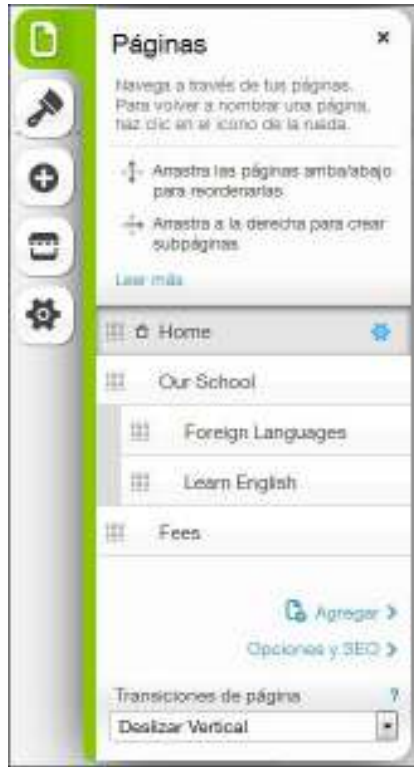 Páginas
Navega a través de tus páginas.
Para volver a nombrar una página,
haz clic en el icono de la rueda.
Arrastra las páginas arriba/abajo
para reordenarlas
Arrastra a la derecha para crear
subpáginas
Leer más
Home
Our School
Foreign Languages
Learn English
Fees
Agregar >
Opciones y SEO >
Transiciones de página ?
Deslizar Vertical